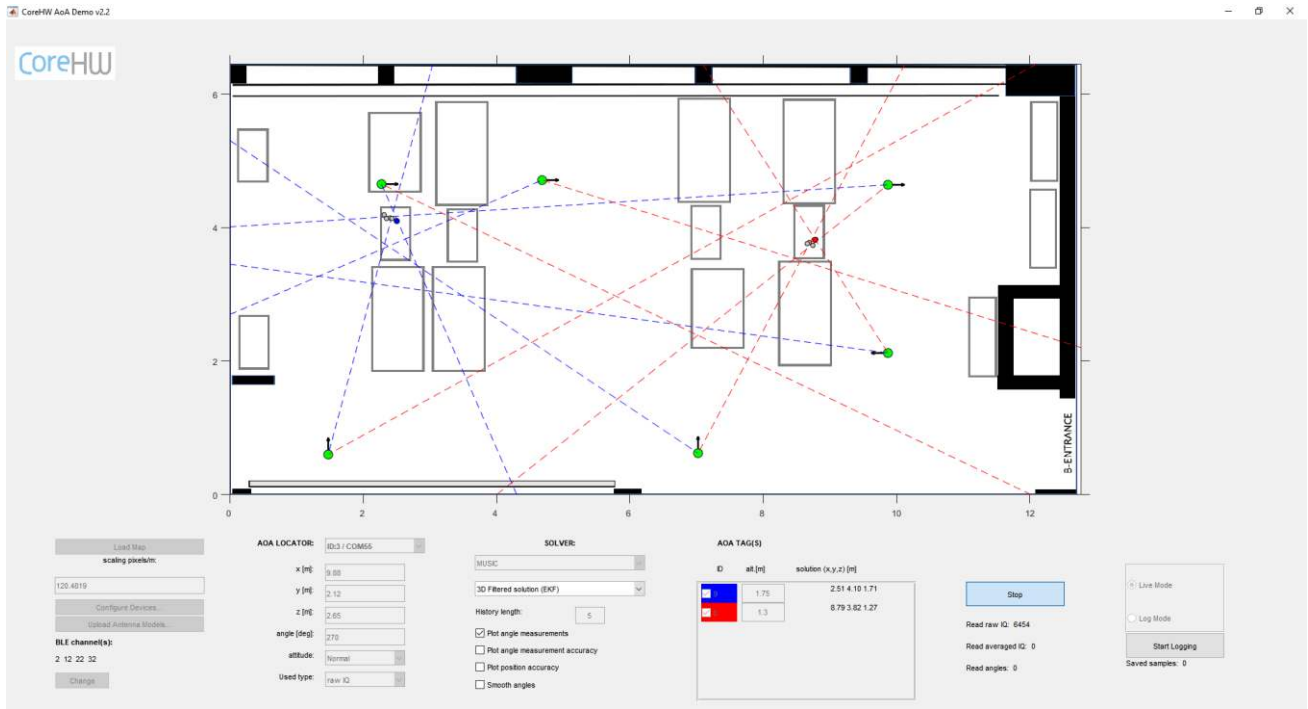 CoreHW AoA Demo v2.2
CoreHW
6
4
2
0
0
2
4
6
8
10
12
B-ENTRANCE
Load Map
scaling pixels/m:
120.4819
Configure Devices...
Upload Antenna Models...
BLE channel(s):
2 12 22 32
Change
AOA LOCATOR:
ID:3 / COM55
x [m]:
9.88
y [m]:
2.12
z [m]:
2.65
angle [deg]:
270
attitude:
Normal
Used type:
raw IQ
SOLVER:
MUSIC
3D Filtered solution (EKF)
History length:
5
Plot angle measurements
Plot angle measurement accuracy
Plot position accuracy
Smooth angles
AOA TAG(S)
ID alt.[m] solution (x,y,z) [m]
1.75 2.51 4.10 1.71
1.3 8.79 3.82 1.27
Stop
Read raw IQ: 6454
Read averaged IQ: 0
Read angles: 0
Live Mode
Log Mode
Start Logging
Saved samples: 0